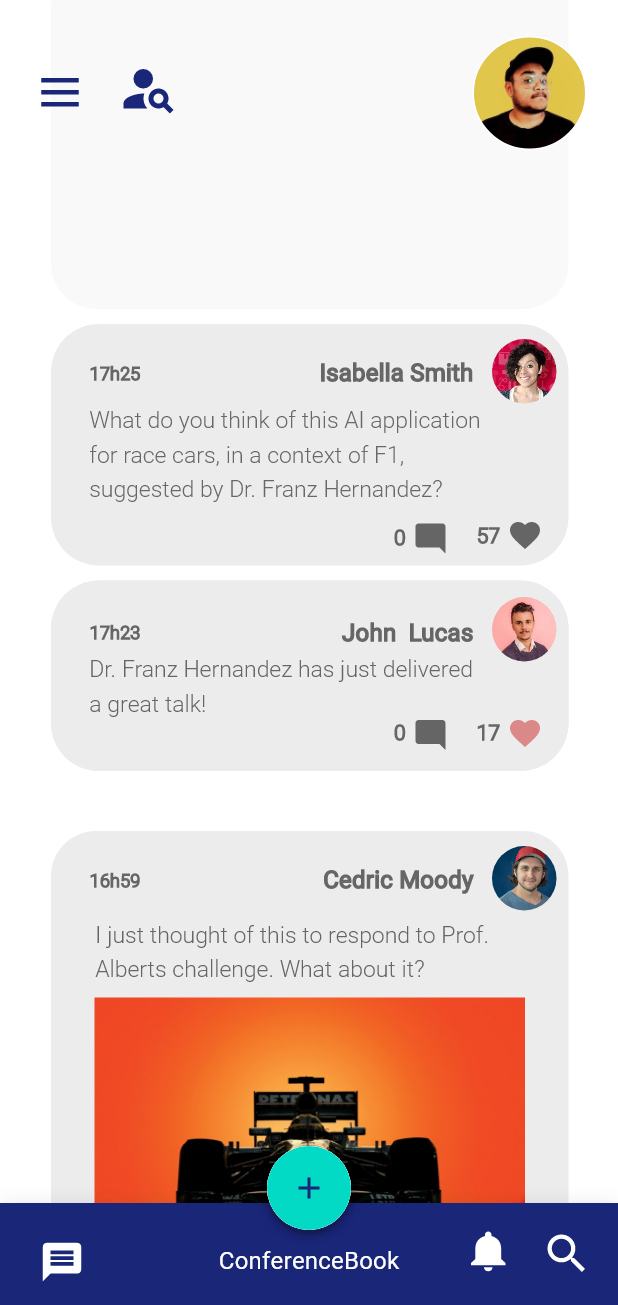 17h25 Isabella Smith
What do you think of this AI application
for race cars, in a context of F1,
suggested by Dr. Franz Hernandez?
0 57
17h23 John Lucas
Dr. Franz Hernandez has just delivered
a great talk!
0 17
16h59 Cedric Moody
I just thought of this to respond to Prof.
Alberts challenge. What about it?
PETRONAS
ConferenceBook